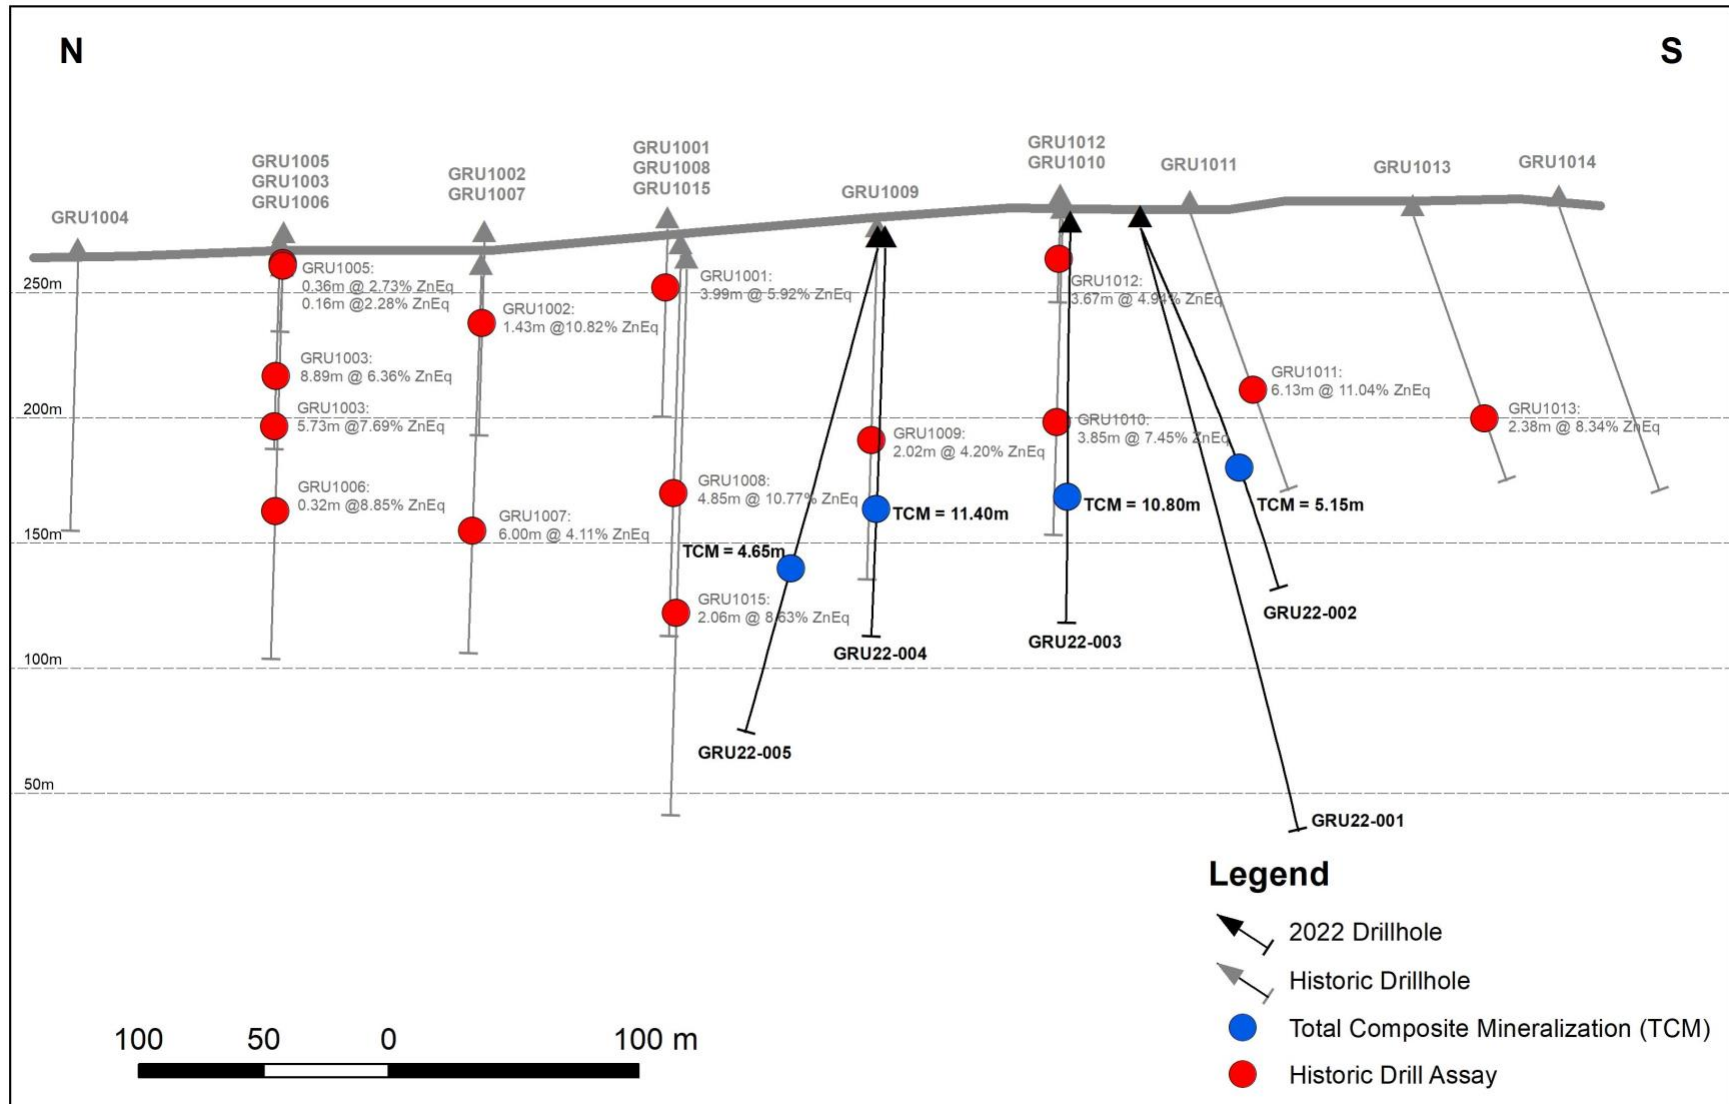 N
S
GRU1004
GRU1005
GRU1003
GRU1006
GRU1002
GRU1007
GRU1001
GRU1008
GRU1015
GRU1009
GRU1012
GRU1010
GRU1011
GRU1013
GRU1014
250m
200m
150m
100m
50m
GRU1005:
0.36m @ 2.73% ZnEq
0.16m @2.28% ZnEq
GRU1003:
8.89m @ 6.36% ZnEq
GRU1003:
5.73m @7.69% ZnEq
GRU1006:
0.32m @8.85% ZnEq
GRU1002:
1.43m @10.82% ZnEq
GRU1007:
6.00m @ 4.11% ZnEq
GRU1001:
3.99m @ 5.92% ZnEq
GRU1008:
4.85m @ 10.77% ZnEq
GRU1015:
2.06m @ 8.63% ZnEq
TCM = 4.65m
GRU22-005
GRU1009:
2.02m @ 4.20% ZnEq
TCM = 11.40m
GRU22-004
GRU1012:
3.67m @ 4.94% ZnEq
GRU1010:
3.85m @ 7.45% ZnEq
TCM = 10.80m
GRU22-003
GRU1011:
6.13m @ 11.04% ZnEq
TCM = 5.15m
GRU22-002
GRU22-001
GRU1013:
2.38m @ 8.34% ZnEq
Legend
2022 Drillhole
Historic Drillhole
Total Composite Mineralization (TCM)
Historic Drill Assay
100 50 0 100 m